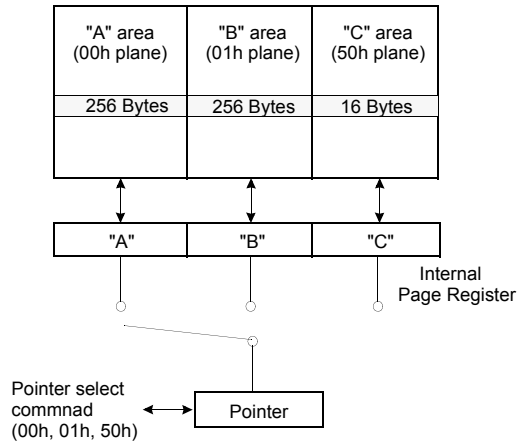 "A" area "B" area "C" area
(00h plane) (01h plane) (50h plane)
256 Bytes 256 Bytes 16 Bytes
"A" "B" "C"
Internal
Page Register
Pointer select
commnad
(00h, 01h, 50h)
Pointer